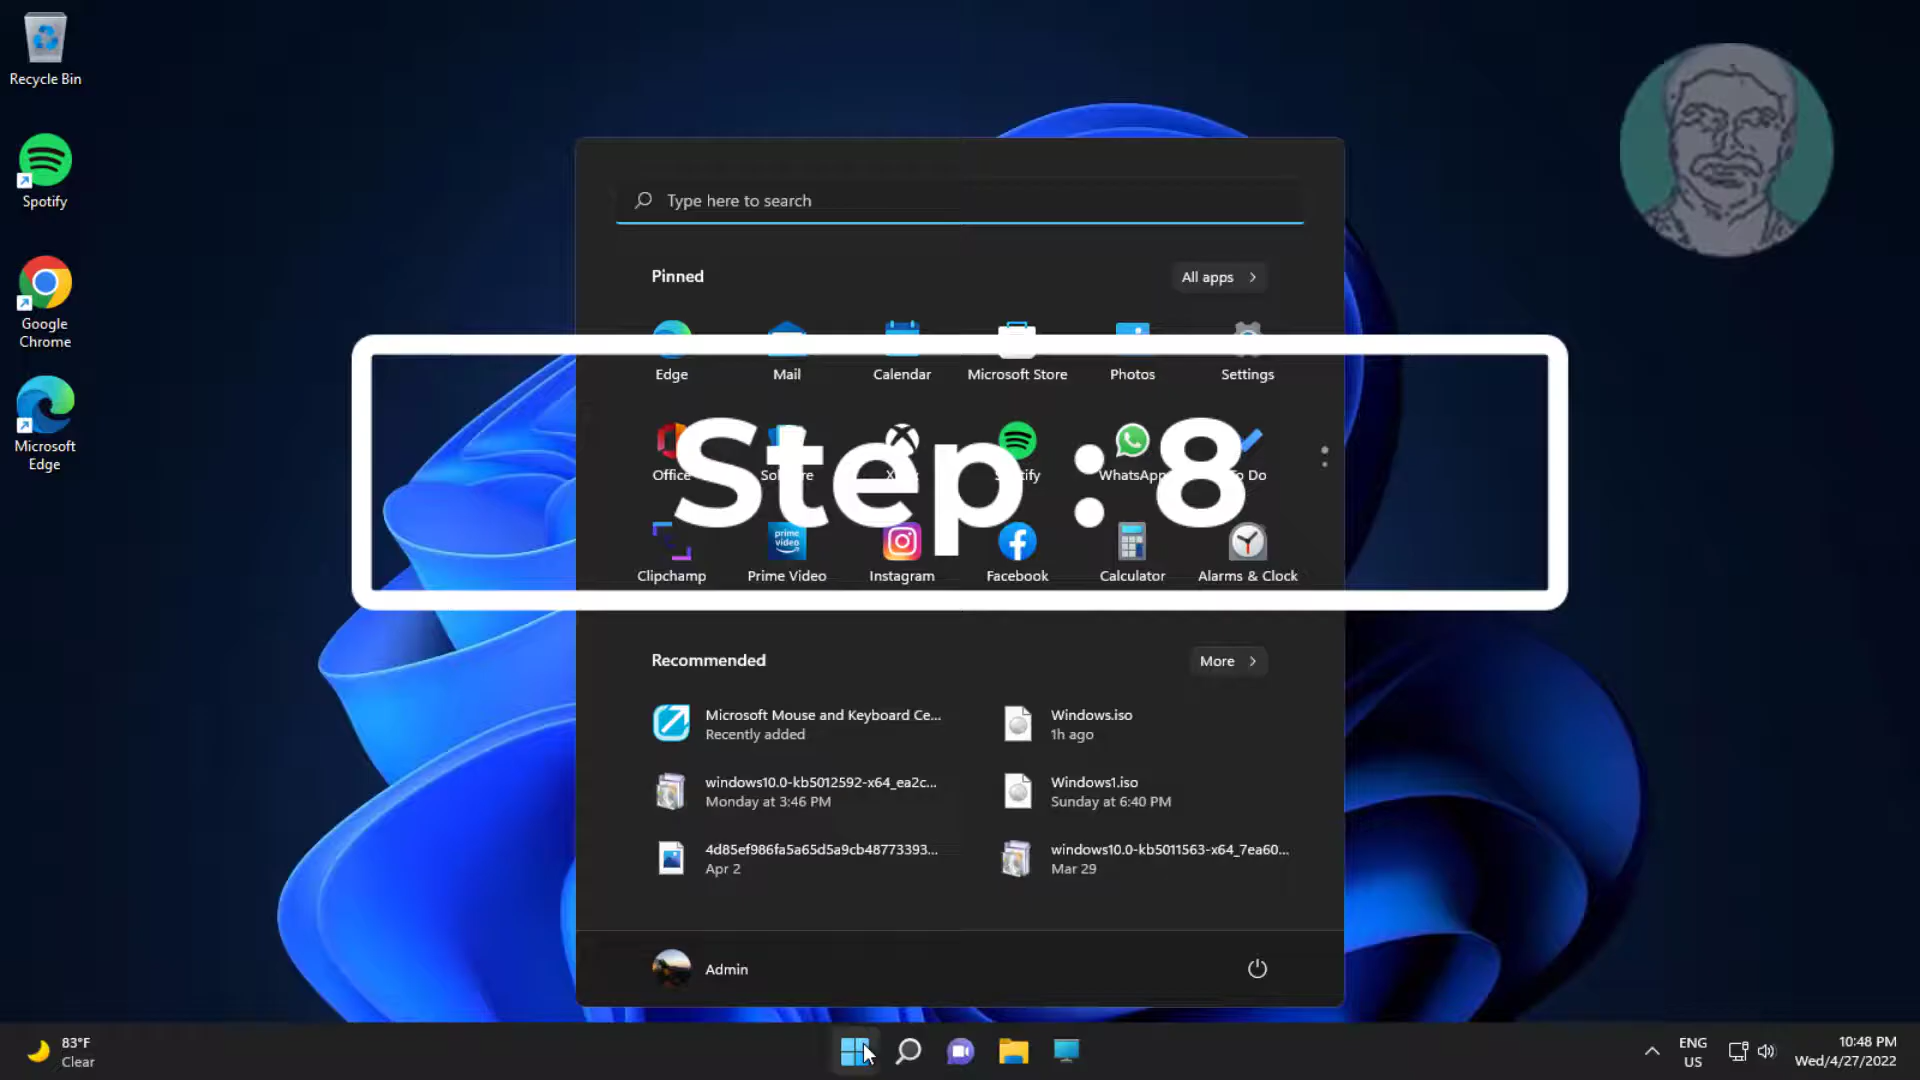 Recycle Bin
Spotify
Google
Chrome
Microsoft
Edge
Type here to search
Pinned
All apps
Edge
Mail
Calendar
Microsoft Store
Photos
Settings
Step : 8
Office
WhatsApp
Do
Clipchamp
prime
video
Prime Video
Instagram
Facebook
Calculator
Alarms & Clock
Recommended
More
Microsoft Mouse and Keyboard Ce...
Recently added
Windows.iso
1h ago
windows10.0-kb5012592-x64_ea2c...
Monday at 3:46 PM
Windows1.iso
Sunday at 6:40 PM
4d85ef986fa5a65d5a9cb48773393...
Apr 2
windows10.0-kb5011563-x64_7ea60...
Mar 29
Admin
83°F
Clear
ENG
US
10:48 PM
Wed/4/27/2022